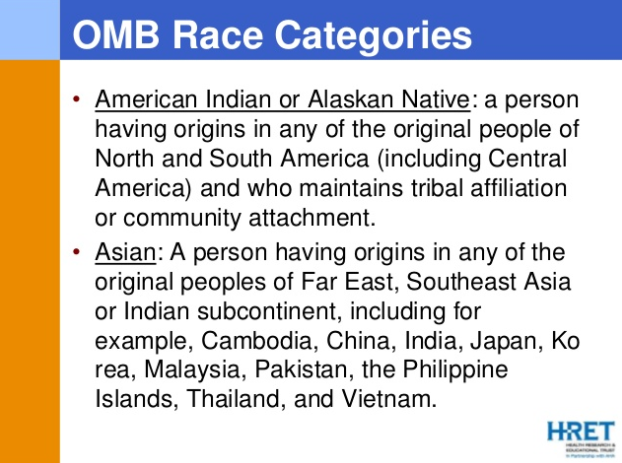 OMB Race Categories
• American Indian or Alaskan Native: a person
having origins in any of the original people of
North and South America (including Central
America) and who maintains tribal affiliation
or community attachment.
• Asian: A person having origins in any of the
original peoples of Far East, Southeast Asia
or Indian subcontinent, including for
example, Cambodia, China, India, Japan, Ko
rea, Malaysia, Pakistan, the Philippine
Islands, Thailand, and Vietnam.
HRET
HEALTH RESEARCH &
EDUCATIONAL TRUST